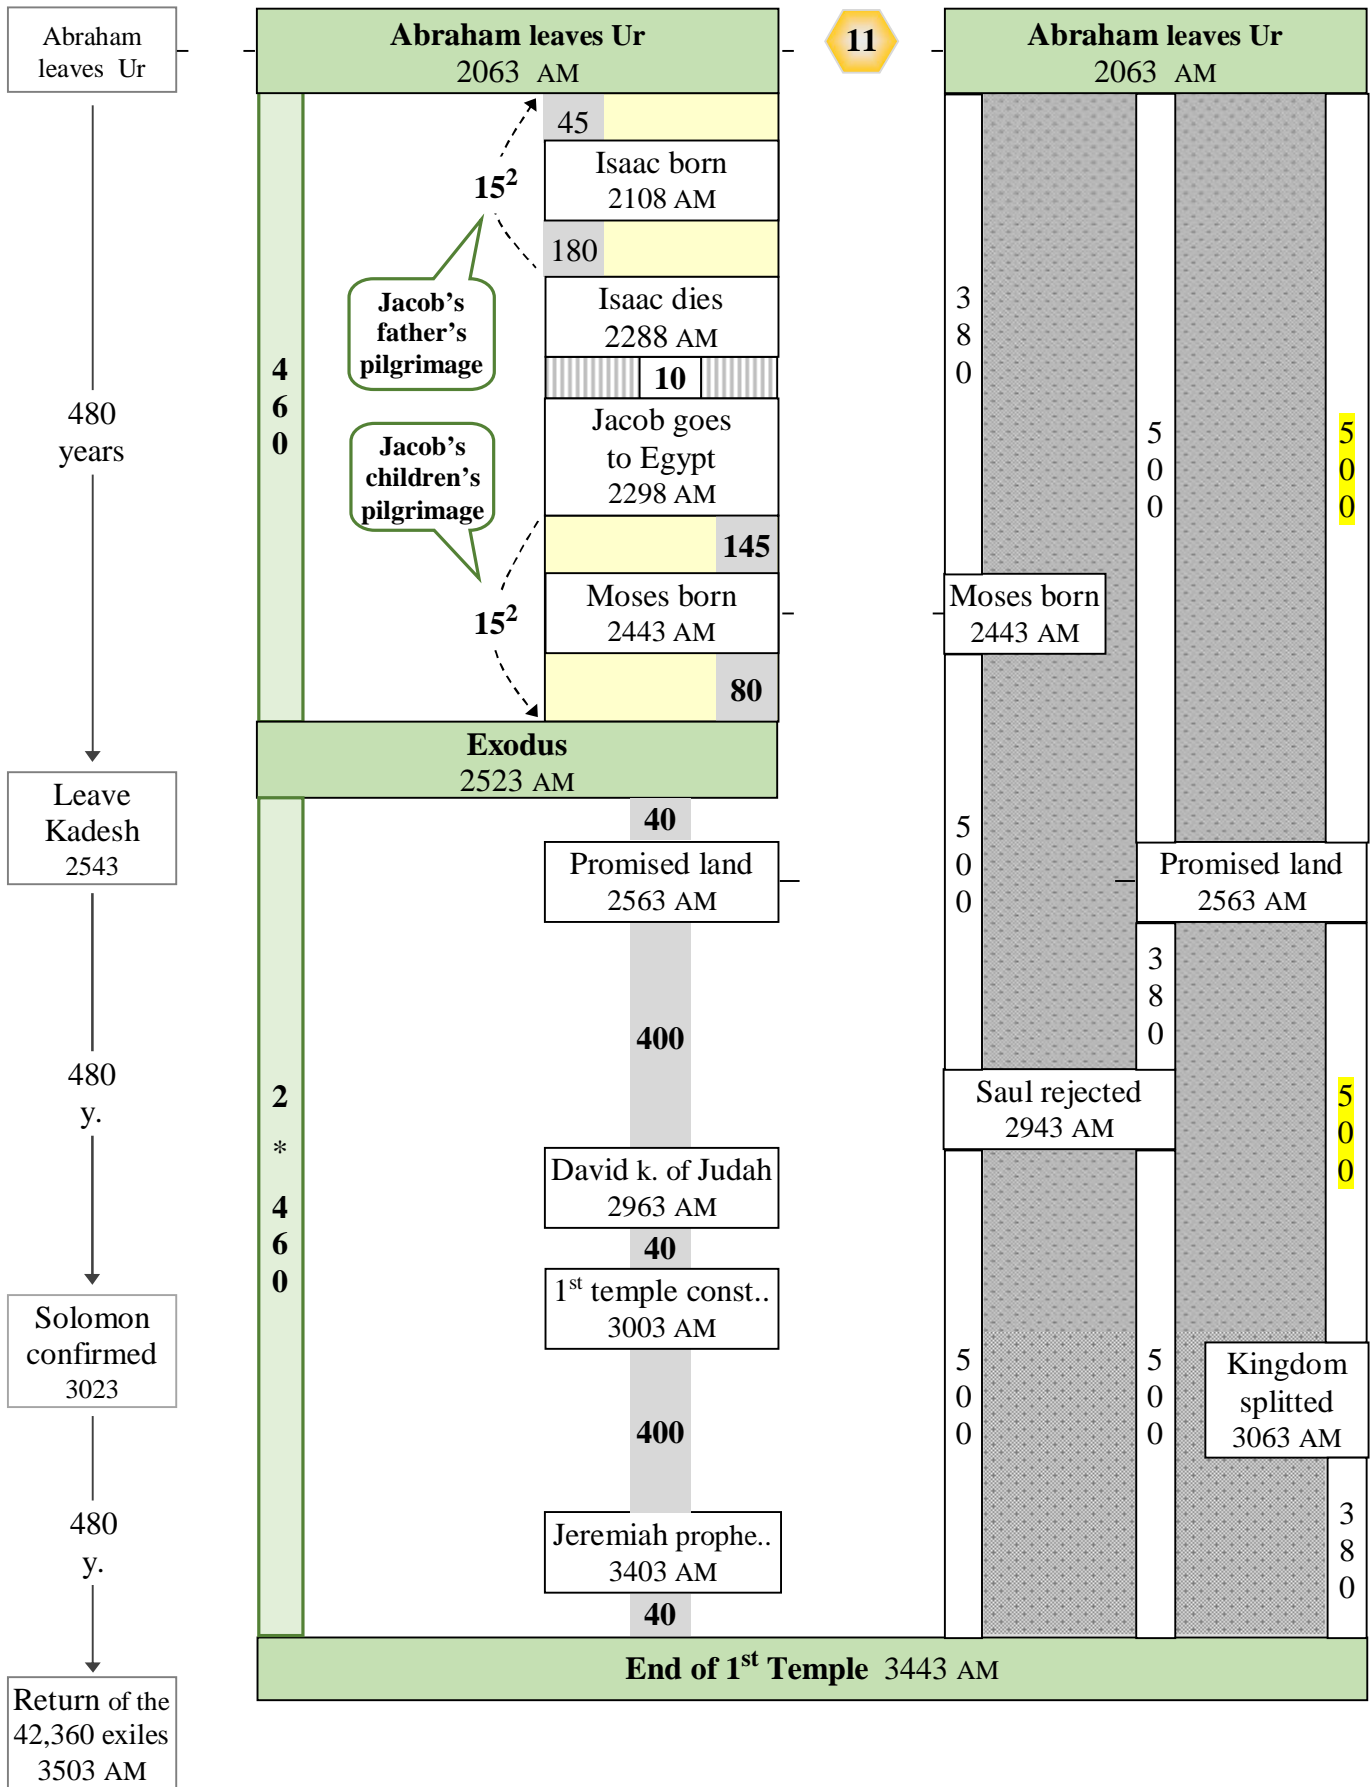 Abraham
leaves Ur
480
years
Leave
Kadesh
2543
480
y.
Solomon
confirmed
3023
480
y.
Return of the
42,360 exiles
3503 AM
Abraham leaves Ur
2063 AM
4
6
0
45
Isaac born
2108 AM
15²
180
Jacob's
father's
pilgrimage
Isaac dies
2288 AM
10
Jacob goes
to Egypt
2298 AM
Jacob's
children's
pilgrimage
145
15²
Moses born
2443 AM
80
Exodus
2523 AM
2
*
4
6
0
40
Promised land
2563 AM
400
David k. of Judah
2963 AM
40
1st temple const..
3003 AM
400
Jeremiah prophe..
3403 AM
40
11
Abraham leaves Ur
2063 AM
3
8
0
Moses born
2443 AM
5
0
0
5
0
0
Promised land
2563 AM
3
8
0
Saul rejected
2943 AM
5
0
0
5
0
0
5
0
0
5
0
0
Kingdom
splitted
3063 AM
3
8
0
End of 1st Temple 3443 AM